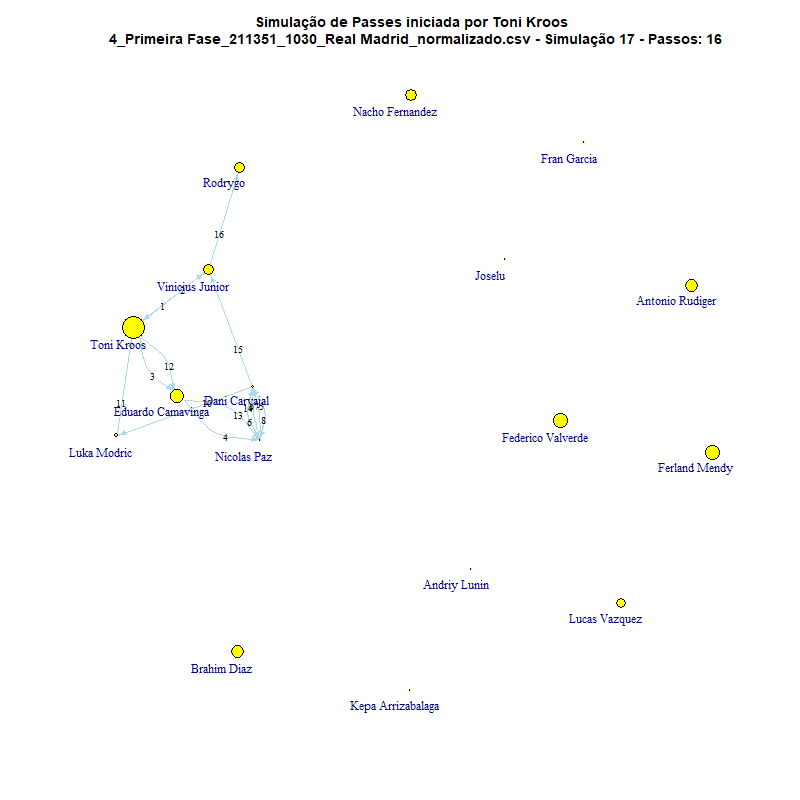 Simulação de Passes iniciada por Toni Kroos
4_Primeira Fase_211351_1030_Real Madrid_normalizado.csv - Simulação 17 - Passos: 16
Nacho Fernandez
Fran Garcia
Rodrygo
16
Joselu
Vinicius Junior
Antonio Rudiger
1
Toni Kroos
15
12
3
Dani Carvajal
11
Eduardo Camavinga
13
6
8
4
Federico Valverde
Luka Modric
Nicolas Paz
Ferland Mendy
Andriy Lunin
Lucas Vazquez
Brahim Diaz
Kepa Arrizabalaga